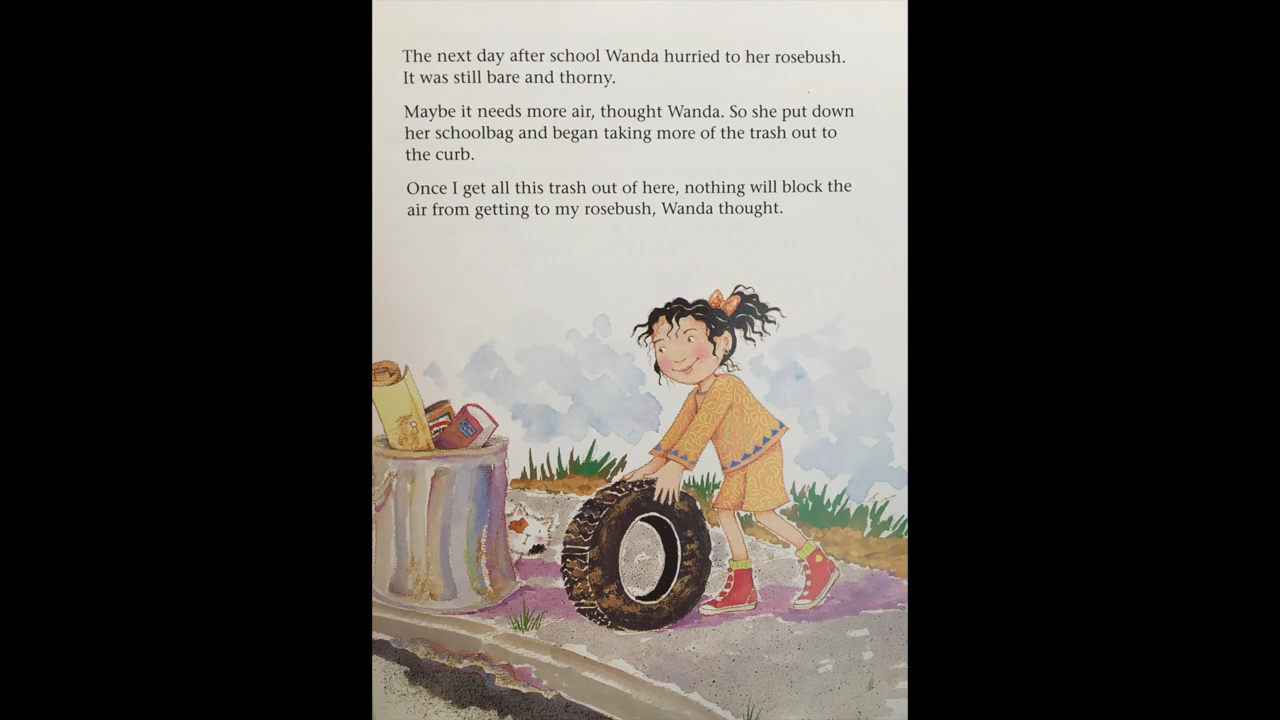 The next day after school Wanda hurried to her rosebush.
It was still bare and thorny.
Maybe it needs more air, thought Wanda. So she put down
her schoolbag and began taking more of the trash out to
the curb.
Once I get all this trash out of here, nothing will block the
air from getting to my rosebush, Wanda thought.